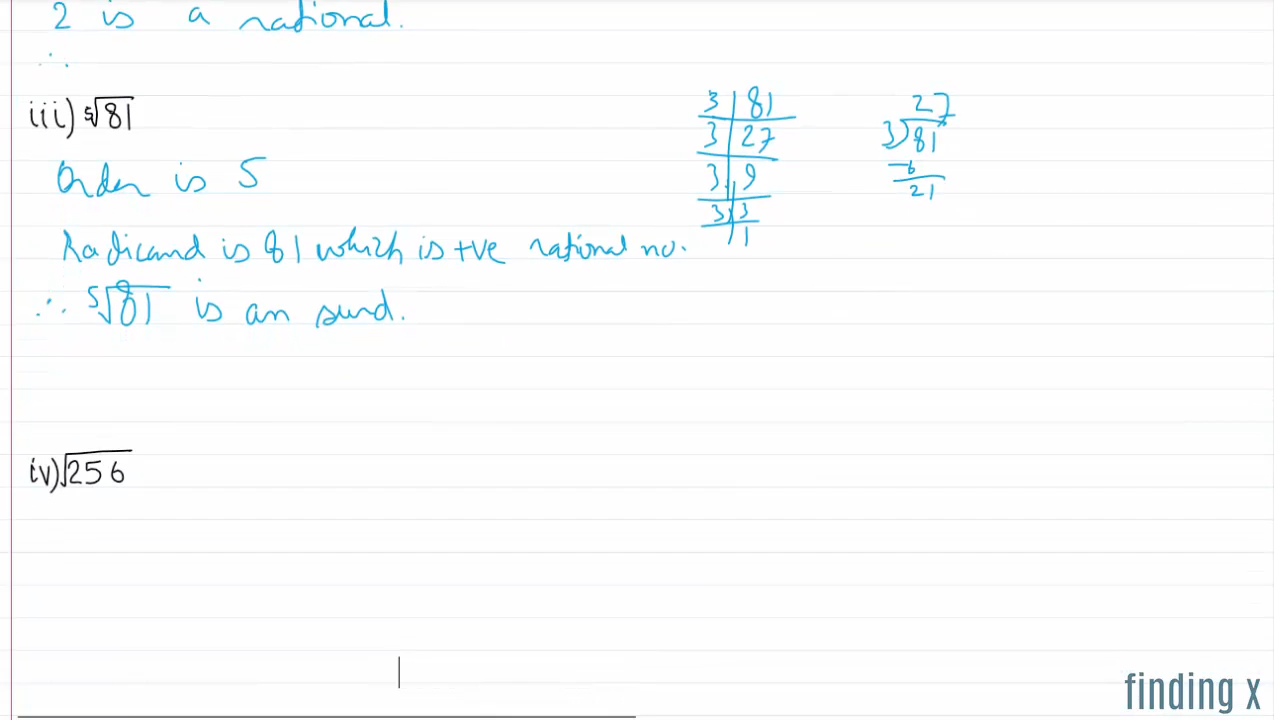 2 is a rational.
∴
iii) ⁵√81
Order is 5
Radicand is 81 which is +ve rational no.
∴ ⁵√81 is an surd.
3 | 81
3 | 27
3 | 9
3 | 3
| 1
27
3)81
-6
21
iv) √256
finding x